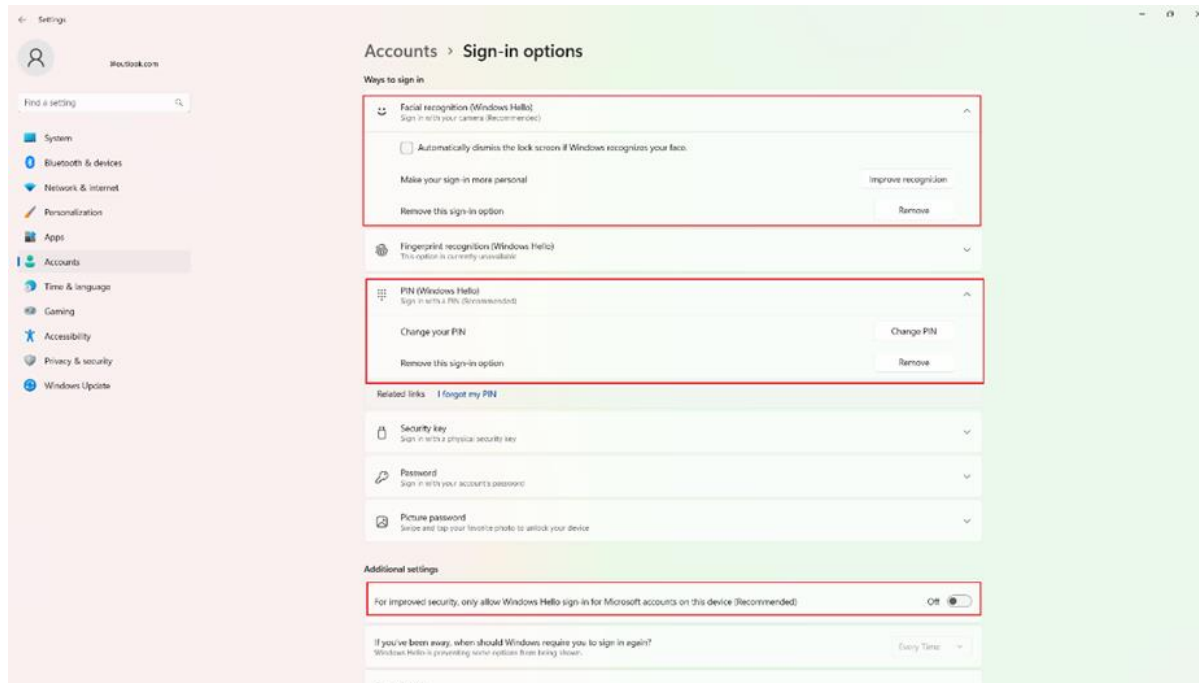 Settings
@outlook.com
Find a setting
System
Bluetooth & devices
Network & internet
Personalization
Apps
Accounts
Time & language
Gaming
Accessibility
Privacy & security
Windows Update
Accounts > Sign-in options
Ways to sign in
Facial recognition (Windows Hello)
Sign in with your camera (Recommended)
Automatically dismiss the lock screen if Windows recognizes your face.
Make your sign-in more personal
Improve recognition
Remove this sign-in option
Remove
Fingerprint recognition (Windows Hello)
This option is currently unavailable
PIN (Windows Hello)
Sign in with a PIN (Recommended)
Change your PIN
Change PIN
Remove this sign-in option
Remove
Related links I forgot my PIN
Security key
Sign in with a physical security key
Password
Sign in with your account's password
Picture password
Swipe and tap your favorite photo to unlock your device
Additional settings
For improved security, only allow Windows Hello sign-in for Microsoft accounts on this device (Recommended)
Off
If you've been away, when should Windows require you to sign in again?
Windows Hello is preventing some options from being shown.
Every Time